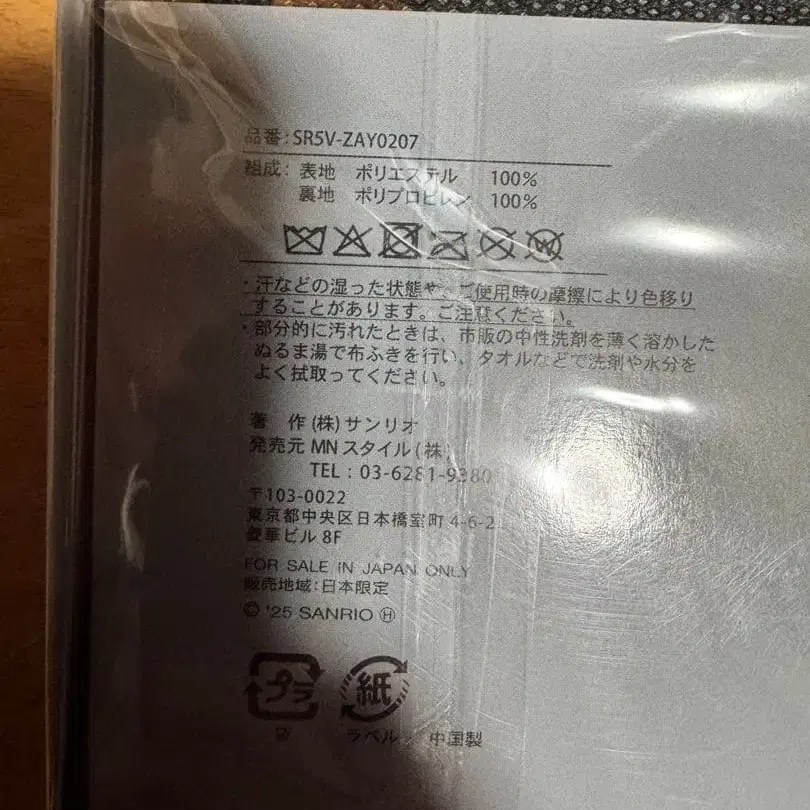 品番:SR5V-ZAY0207
組成: 表地 ポリエステル 100%
裏地 ポリプロピレン 100%
・汗などの湿った状態や、ご使用時の摩擦により色移り
することがあります。ご注意ください。
・部分的に汚れたときは、市販の中性洗剤を薄く溶かした
ぬるま湯で布ふきを行い、タオルなどで洗剤や水分を
よく拭取ってください。
著 作 (株) サンリオ
発売元 MN スタイル (株)
TEL : 03-6281-9380
〒103-0022
東京都中央区日本橋室町 4-6-2
菱華ビル 8F
FOR SALE IN JAPAN ONLY
販売地域:日本限定
© '25 SANRIO Ⓗ
プラ
紙
ラベル 中国製